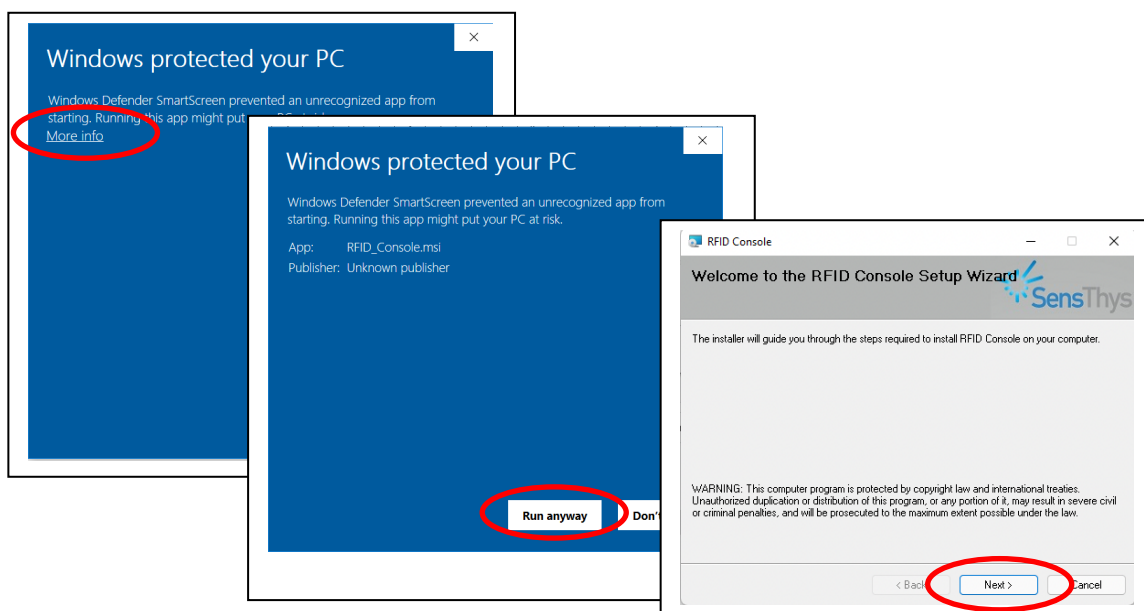 Windows protected your PC
Windows Defender SmartScreen prevented an unrecognized app from
starting. Running this app might put
More info
Windows protected your PC
Windows Defender SmartScreen prevented an unrecognized app from
starting. Running this app might put your PC at risk.
App: RFID_Console.msi
Publisher: Unknown publisher
Run anyway
Don't
RFID Console
Welcome to the RFID Console Setup Wizard
SensThys
The installer will guide you through the steps required to install RFID Console on your computer.
WARNING: This computer program is protected by copyright law and international treaties.
Unauthorized duplication or distribution of this program, or any portion of it, may result in severe civil
or criminal penalties, and will be prosecuted to the maximum extent possible under the law.
< Back
Next >
Cancel